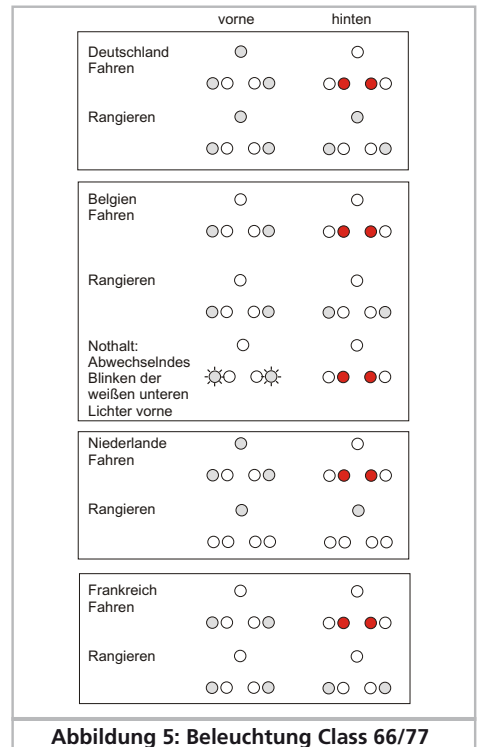 vorne hinten
Deutschland
Fahren
Rangieren
Belgien
Fahren
Rangieren
Nothalt:
Abwechselndes
Blinken der
weißen unteren
Lichter vorne
Niederlande
Fahren
Rangieren
Frankreich
Fahren
Rangieren
Abbildung 5: Beleuchtung Class 66/77